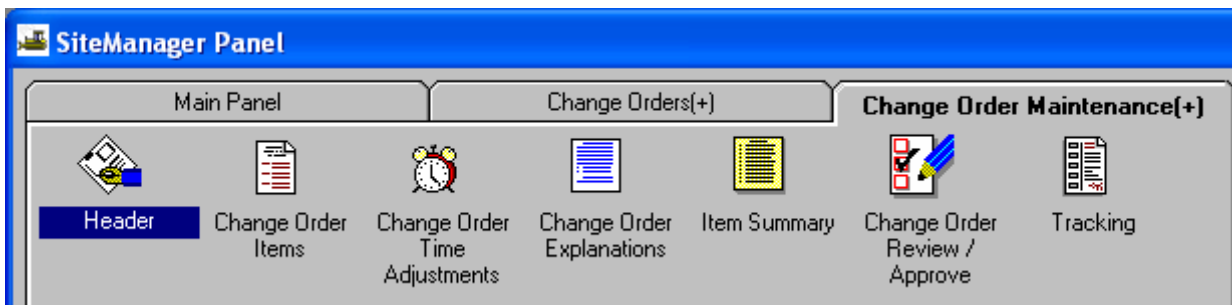 SiteManager Panel
Main Panel
Change Orders(+)
Change Order Maintenance(+)
Header
Change Order
Items
Change Order
Time
Adjustments
Change Order
Explanations
Item Summary
Change Order
Review /
Approve
Tracking